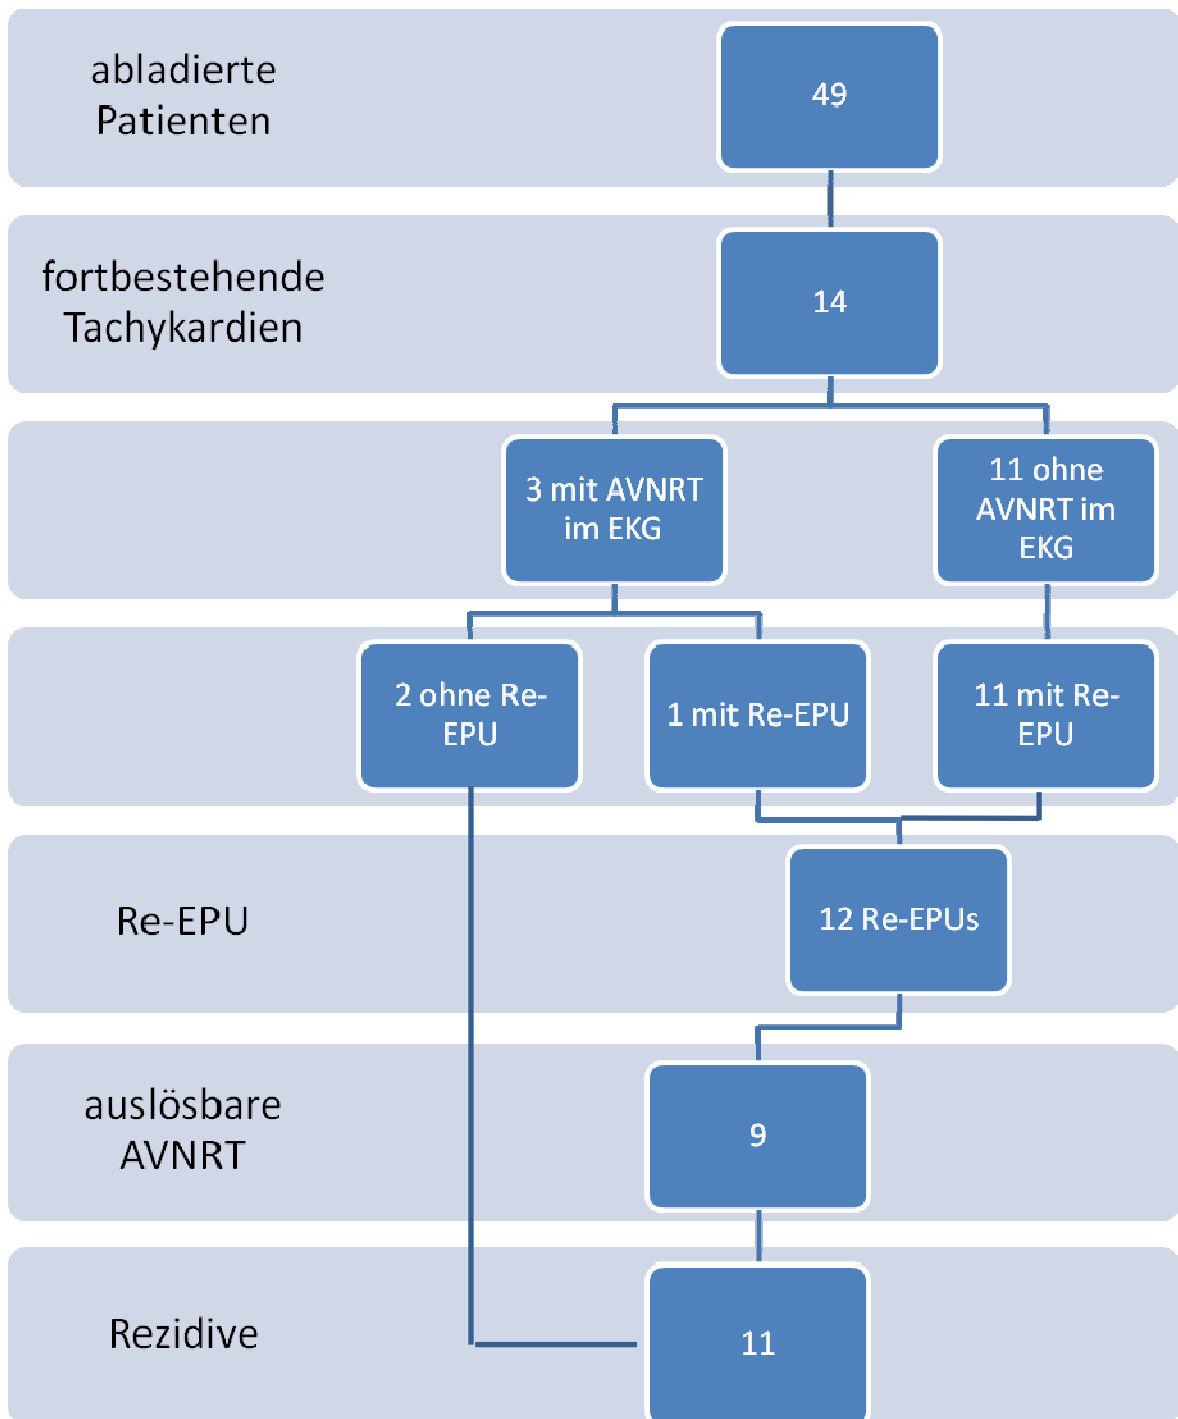 abladierte
Patienten
49
fortbestehende
Tachykardien
14
3 mit AVNRT
im EKG
11 ohne
AVNRT im
EKG
2 ohne Re-
EPU
1 mit Re-EPU
11 mit Re-
EPU
Re-EPU
12 Re-EPUs
auslösbare
AVNRT
9
Rezidive
11